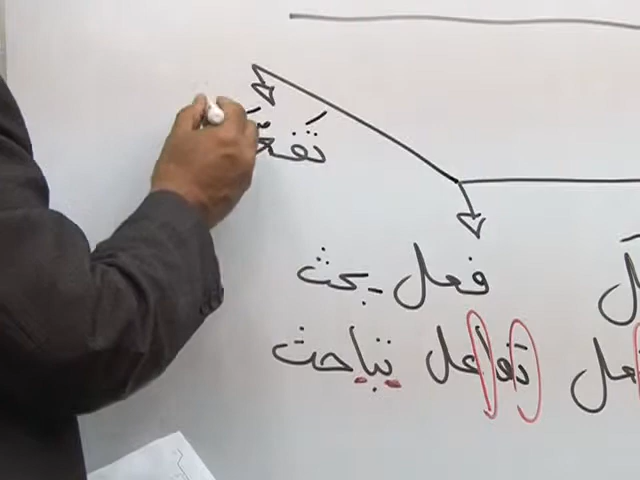 تَفَعَّ
فعل بحث
تفاعل تباحث